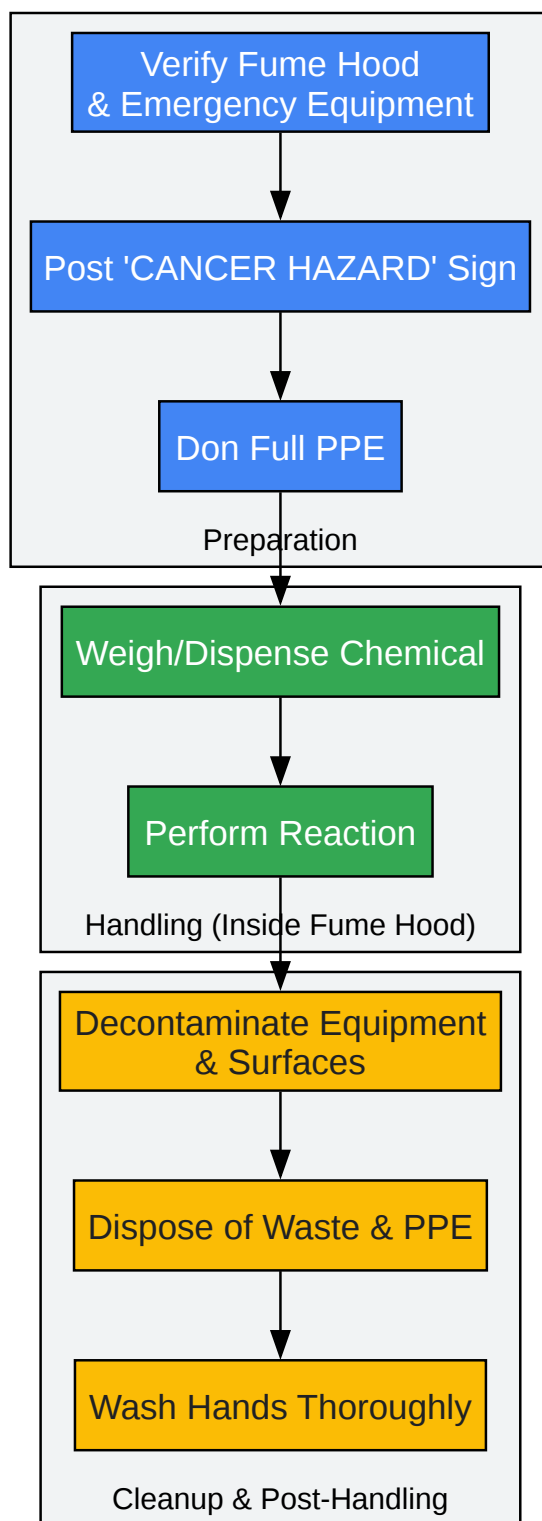 Verify Fume Hood
& Emergency Equipment
Post 'CANCER HAZARD' Sign
Don Full PPE
Preparation
Weigh/Dispense Chemical
Perform Reaction
Handling (Inside Fume Hood)
Decontaminate Equipment
& Surfaces
Dispose of Waste & PPE
Wash Hands Thoroughly
Cleanup & Post-Handling